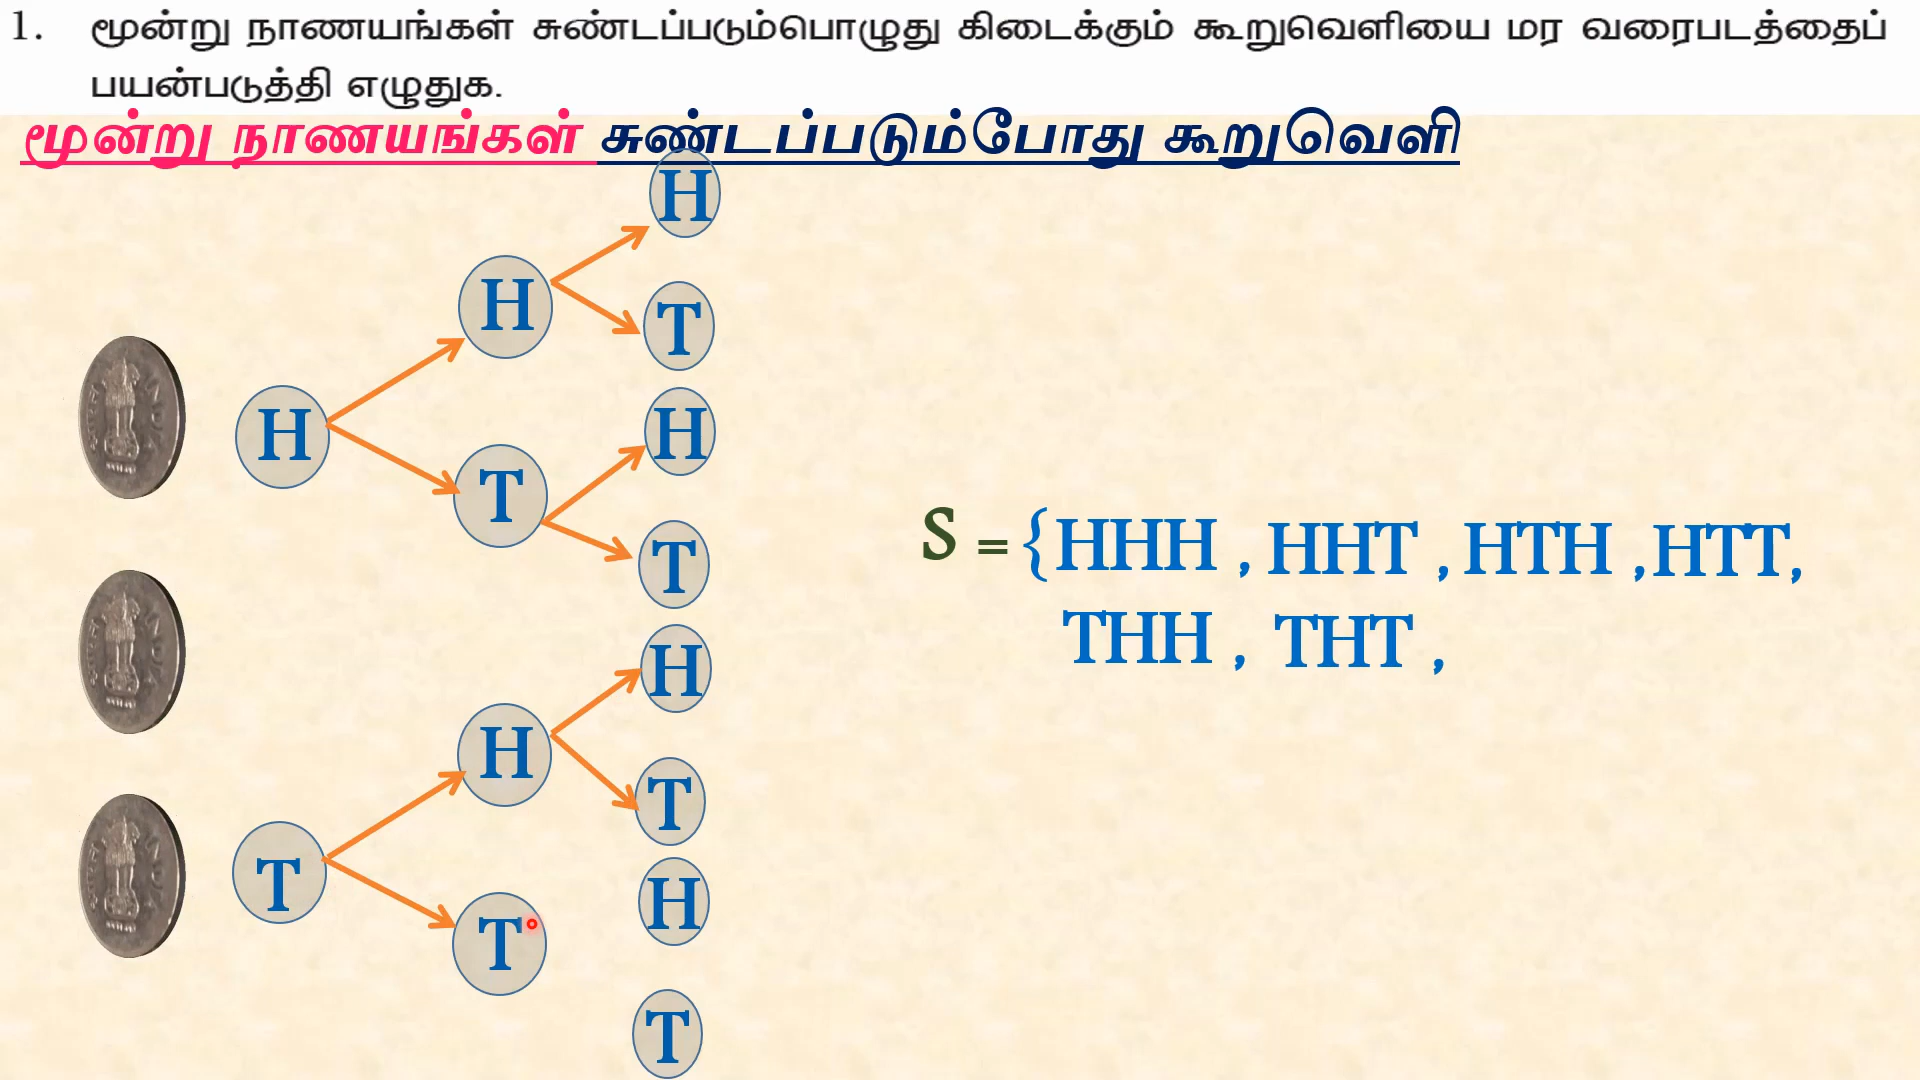 1. மூன்று நாணயங்கள் சுண்டப்படும்பொழுது கிடைக்கும் கூறுவெளியை மர வரைபடத்தைப்
பயன்படுத்தி எழுதுக.
மூன்று நாணயங்கள் சுண்டப்படும்போது கூறுவெளி
H
H
T
H
H
T
T
S = {HHH , HHT , HTH , HTT,
THH , THT ,
H
H
T
T
H
T
T